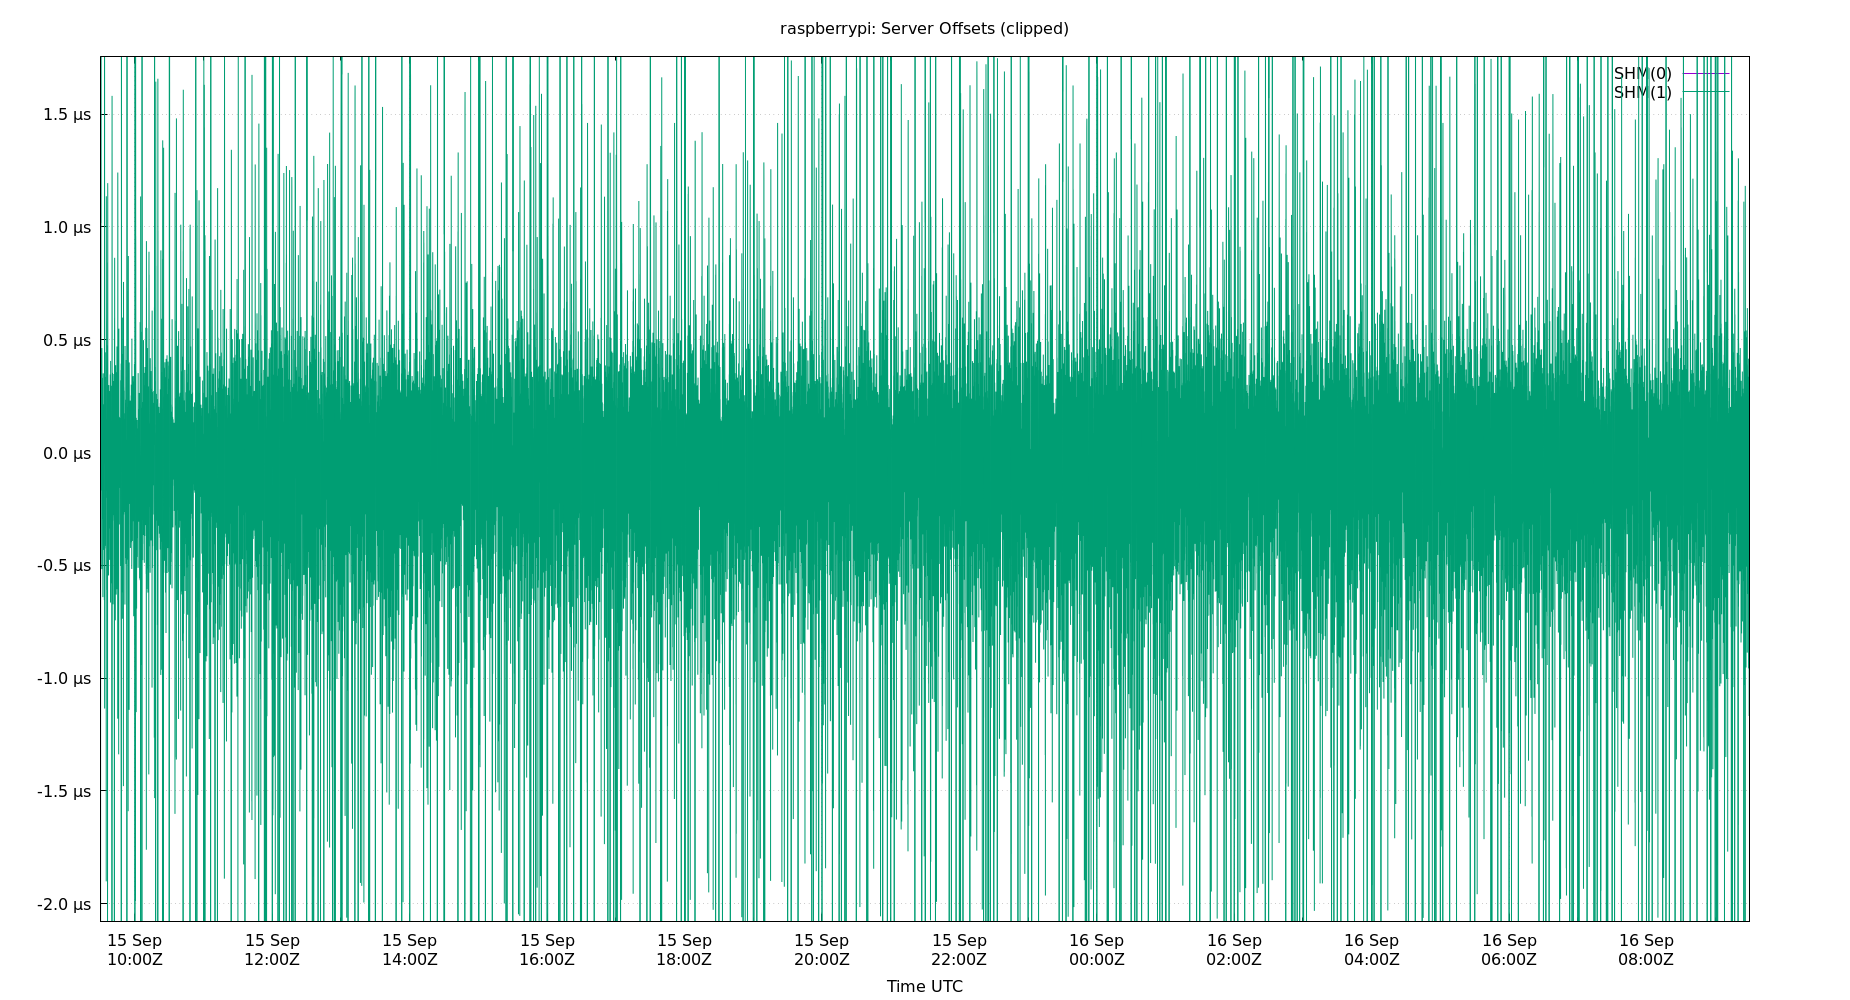 raspberrypi: Server Offsets (clipped)
SHM(0)
SHM(1)
1.5 µs
1.0 µs
0.5 µs
0.0 µs
-0.5 µs
-1.0 µs
-1.5 µs
-2.0 µs
15 Sep 15 Sep 15 Sep 15 Sep 15 Sep 15 Sep 15 Sep 16 Sep 16 Sep 16 Sep 16 Sep 16 Sep
10:00Z 12:00Z 14:00Z 16:00Z 18:00Z 20:00Z 22:00Z 00:00Z 02:00Z 04:00Z 06:00Z 08:00Z
Time UTC